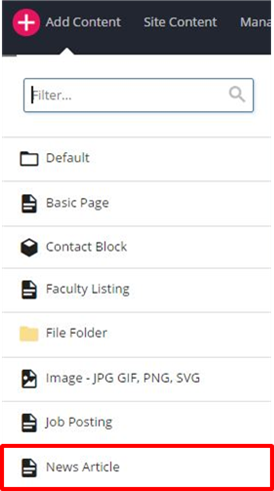 Add Content Site Content Mana
Filter...
Default
Basic Page
Contact Block
Faculty Listing
File Folder
Image - JPG GIF, PNG, SVG
Job Posting
News Article